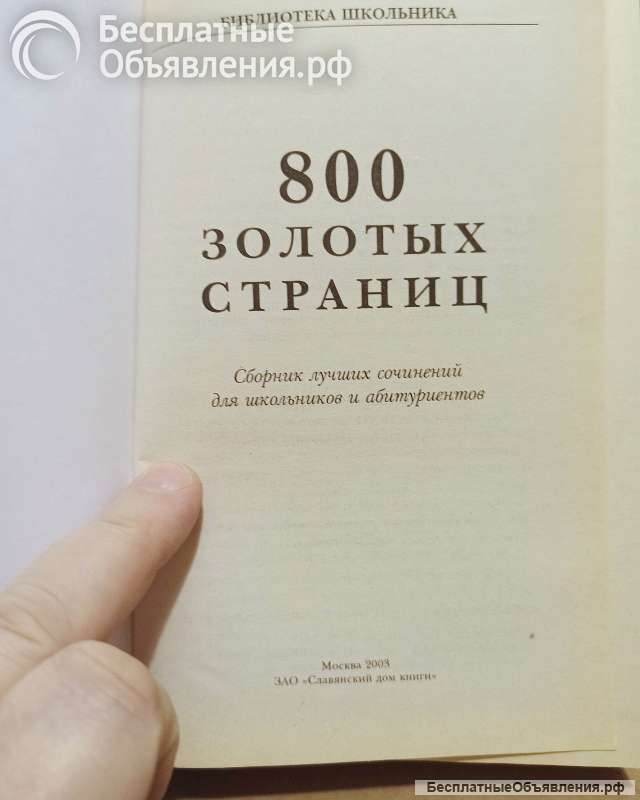 БИБЛИОТЕКА ШКОЛЬНИКА
Бесплатные
Объявления.рф
800
ЗОЛОТЫХ
СТРАНИЦ
Сборник лучших сочинений
для школьников и абитуриентов
Москва 2003
ЗАО «Славянский дом книги»
БесплатныеОбъявления.рф